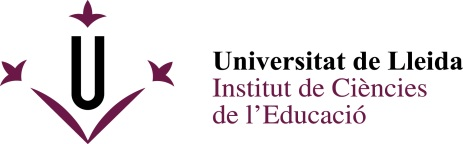 Universitat de Lleida
Institut de Ciències
de l'Educació